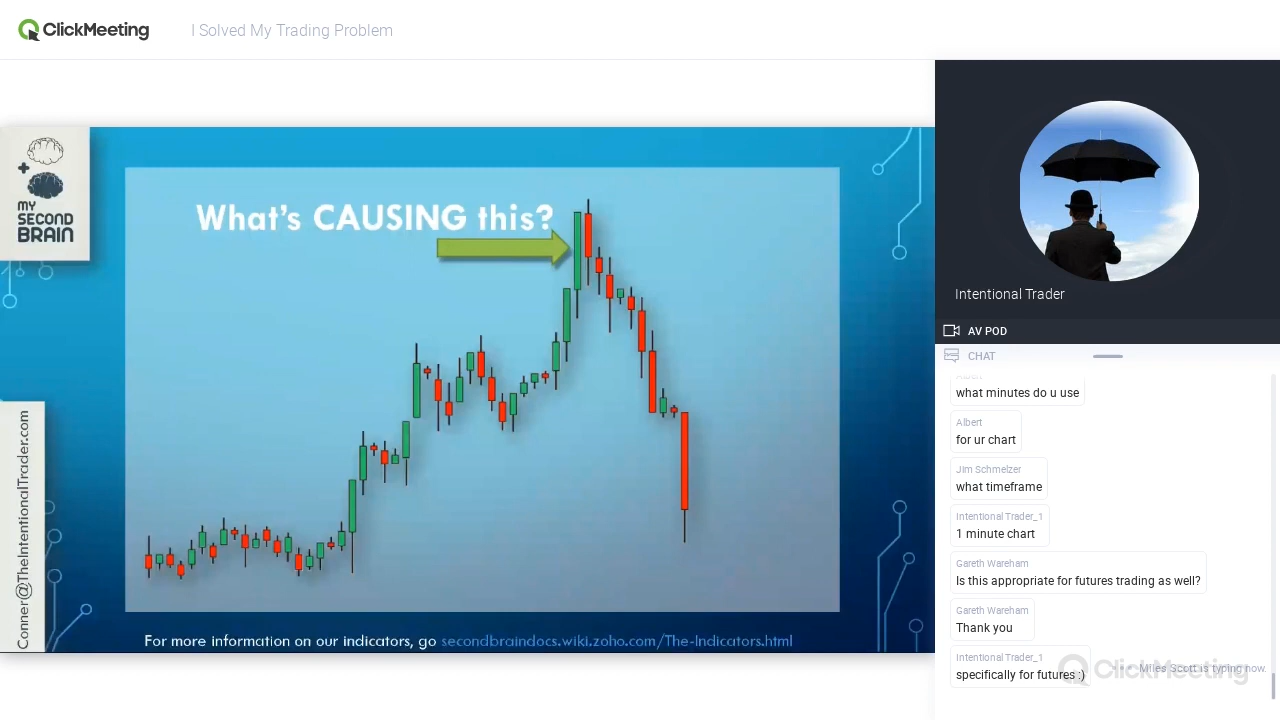 ClickMeeting
I Solved My Trading Problem
MY
SECOND
BRAIN
What's CAUSING this?
Conner@TheIntentionalTrader.com
For more information on our indicators, go secondbraindocs.wiki.zoho.com/The-Indicators.html
Intentional Trader
AV POD
CHAT
Albert
what minutes do u use
Albert
for ur chart
Jim Schmelzer
what timeframe
Intentional Trader_1
1 minute chart
Gareth Wareham
Is this appropriate for futures trading as well?
Gareth Wareham
Thank you
Intentional Trader_1
specifically for futures :)
Miles Scott is typing now.
ClickMeeting